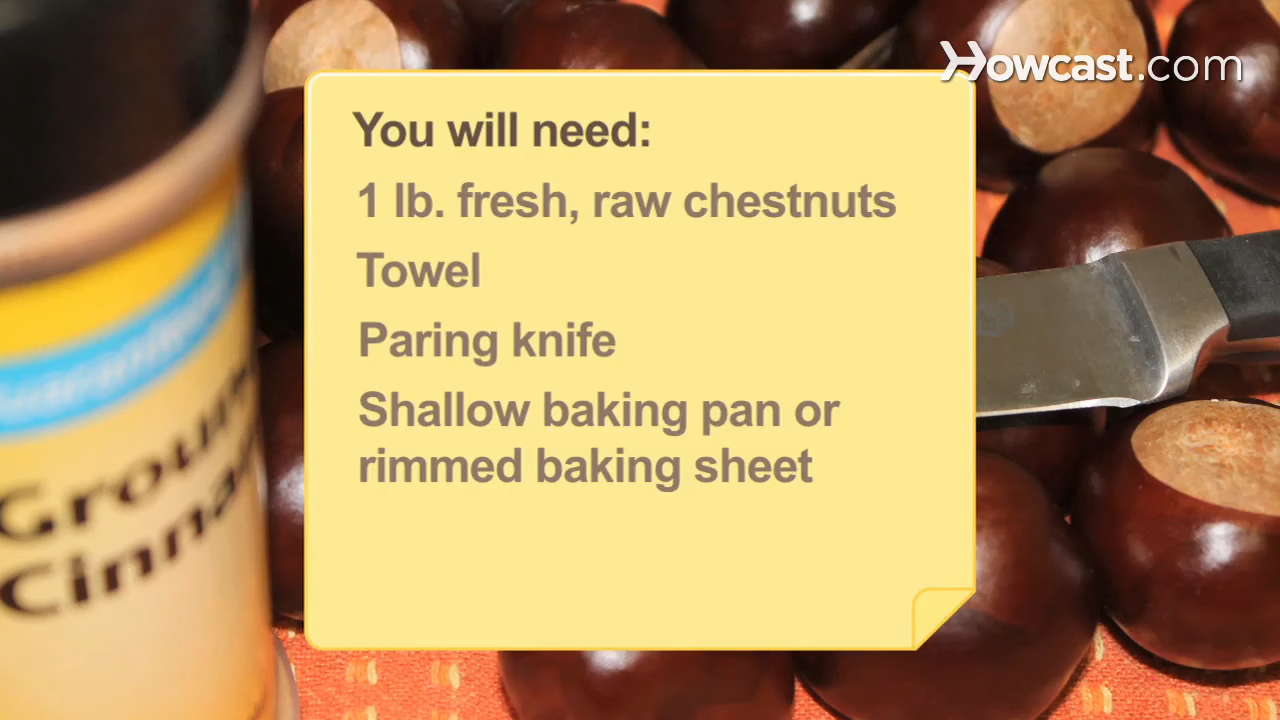 Howcast.com
You will need:
1 lb. fresh, raw chestnuts
Towel
Paring knife
Shallow baking pan or
rimmed baking sheet
Ground